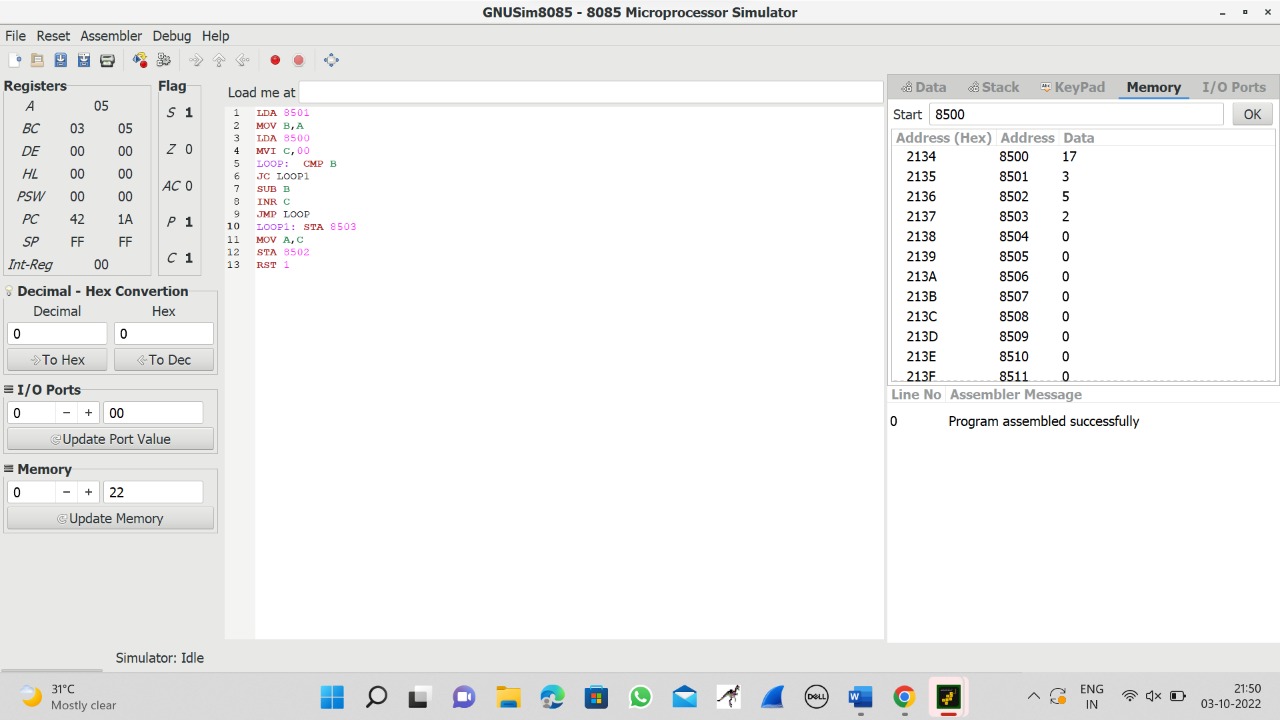 GNUSim8085 - 8085 Microprocessor Simulator
File Reset Assembler Debug Help
Registers
A 05
BC 03 05
DE 00 00
HL 00 00
PSW 00 00
PC 42 1A
SP FF FF
Int-Reg 00
Flag
S 1
Z 0
AC 0
P 1
C 1
Decimal - Hex Convertion
Decimal Hex
0 0
To Hex To Dec
I/O Ports
0 − + 00
Update Port Value
Memory
0 − + 22
Update Memory
Load me at
1 LDA 8501
2 MOV B,A
3 LDA 8500
4 MVI C,00
5 LOOP: CMP B
6 JC LOOP1
7 SUB B
8 INR C
9 JMP LOOP
10 LOOP1: STA 8503
11 MOV A,C
12 STA 8502
13 RST 1
Data Stack KeyPad Memory I/O Ports
Start 8500 OK
Address (Hex) Address Data
2134 8500 17
2135 8501 3
2136 8502 5
2137 8503 2
2138 8504 0
2139 8505 0
213A 8506 0
213B 8507 0
213C 8508 0
213D 8509 0
213E 8510 0
213F 8511 0
Line No Assembler Message
0 Program assembled successfully
Simulator: Idle
31°C
Mostly clear
DELL
W
ENG
IN
21:50
03-10-2022